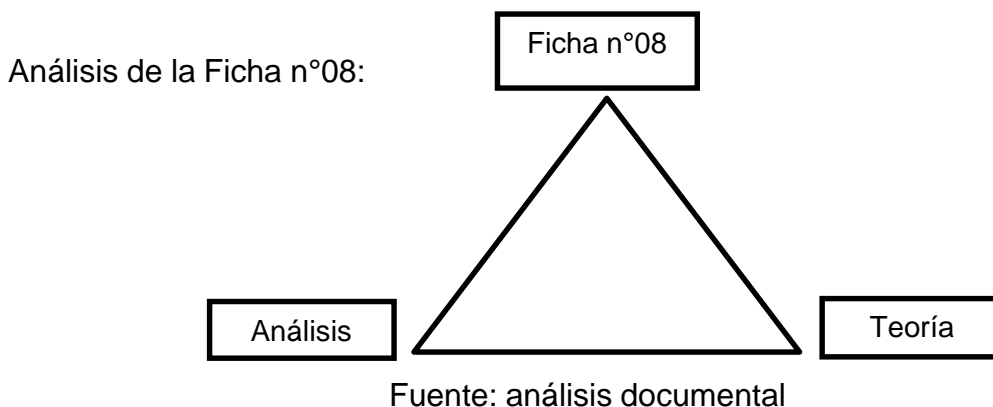 Ficha n°08
Análisis de la Ficha n°08:
Análisis
Teoría
Fuente: análisis documental